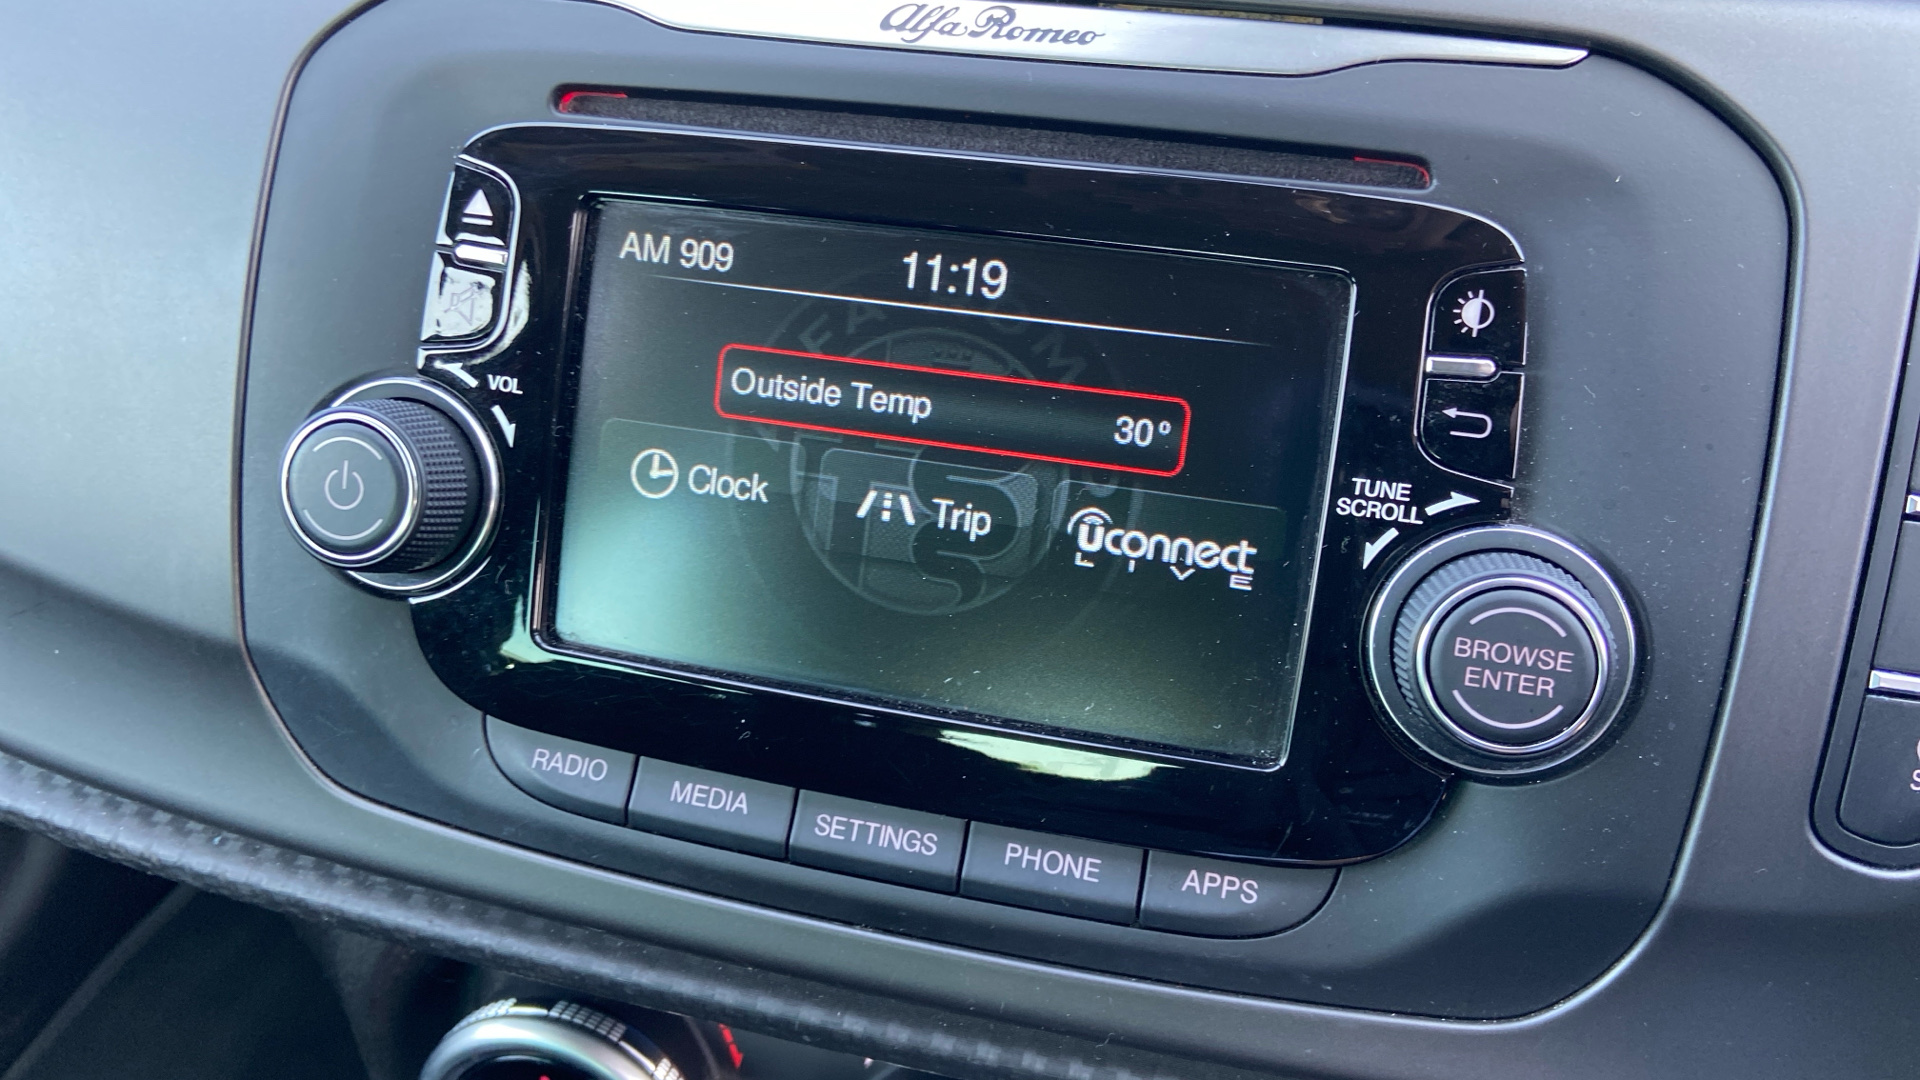 Alfa Romeo
AM 909
11:19
Outside Temp 30°
Clock
Trip
uconnect
LIVE
VOL
TUNE
SCROLL
BROWSE
ENTER
RADIO
MEDIA
SETTINGS
PHONE
APPS